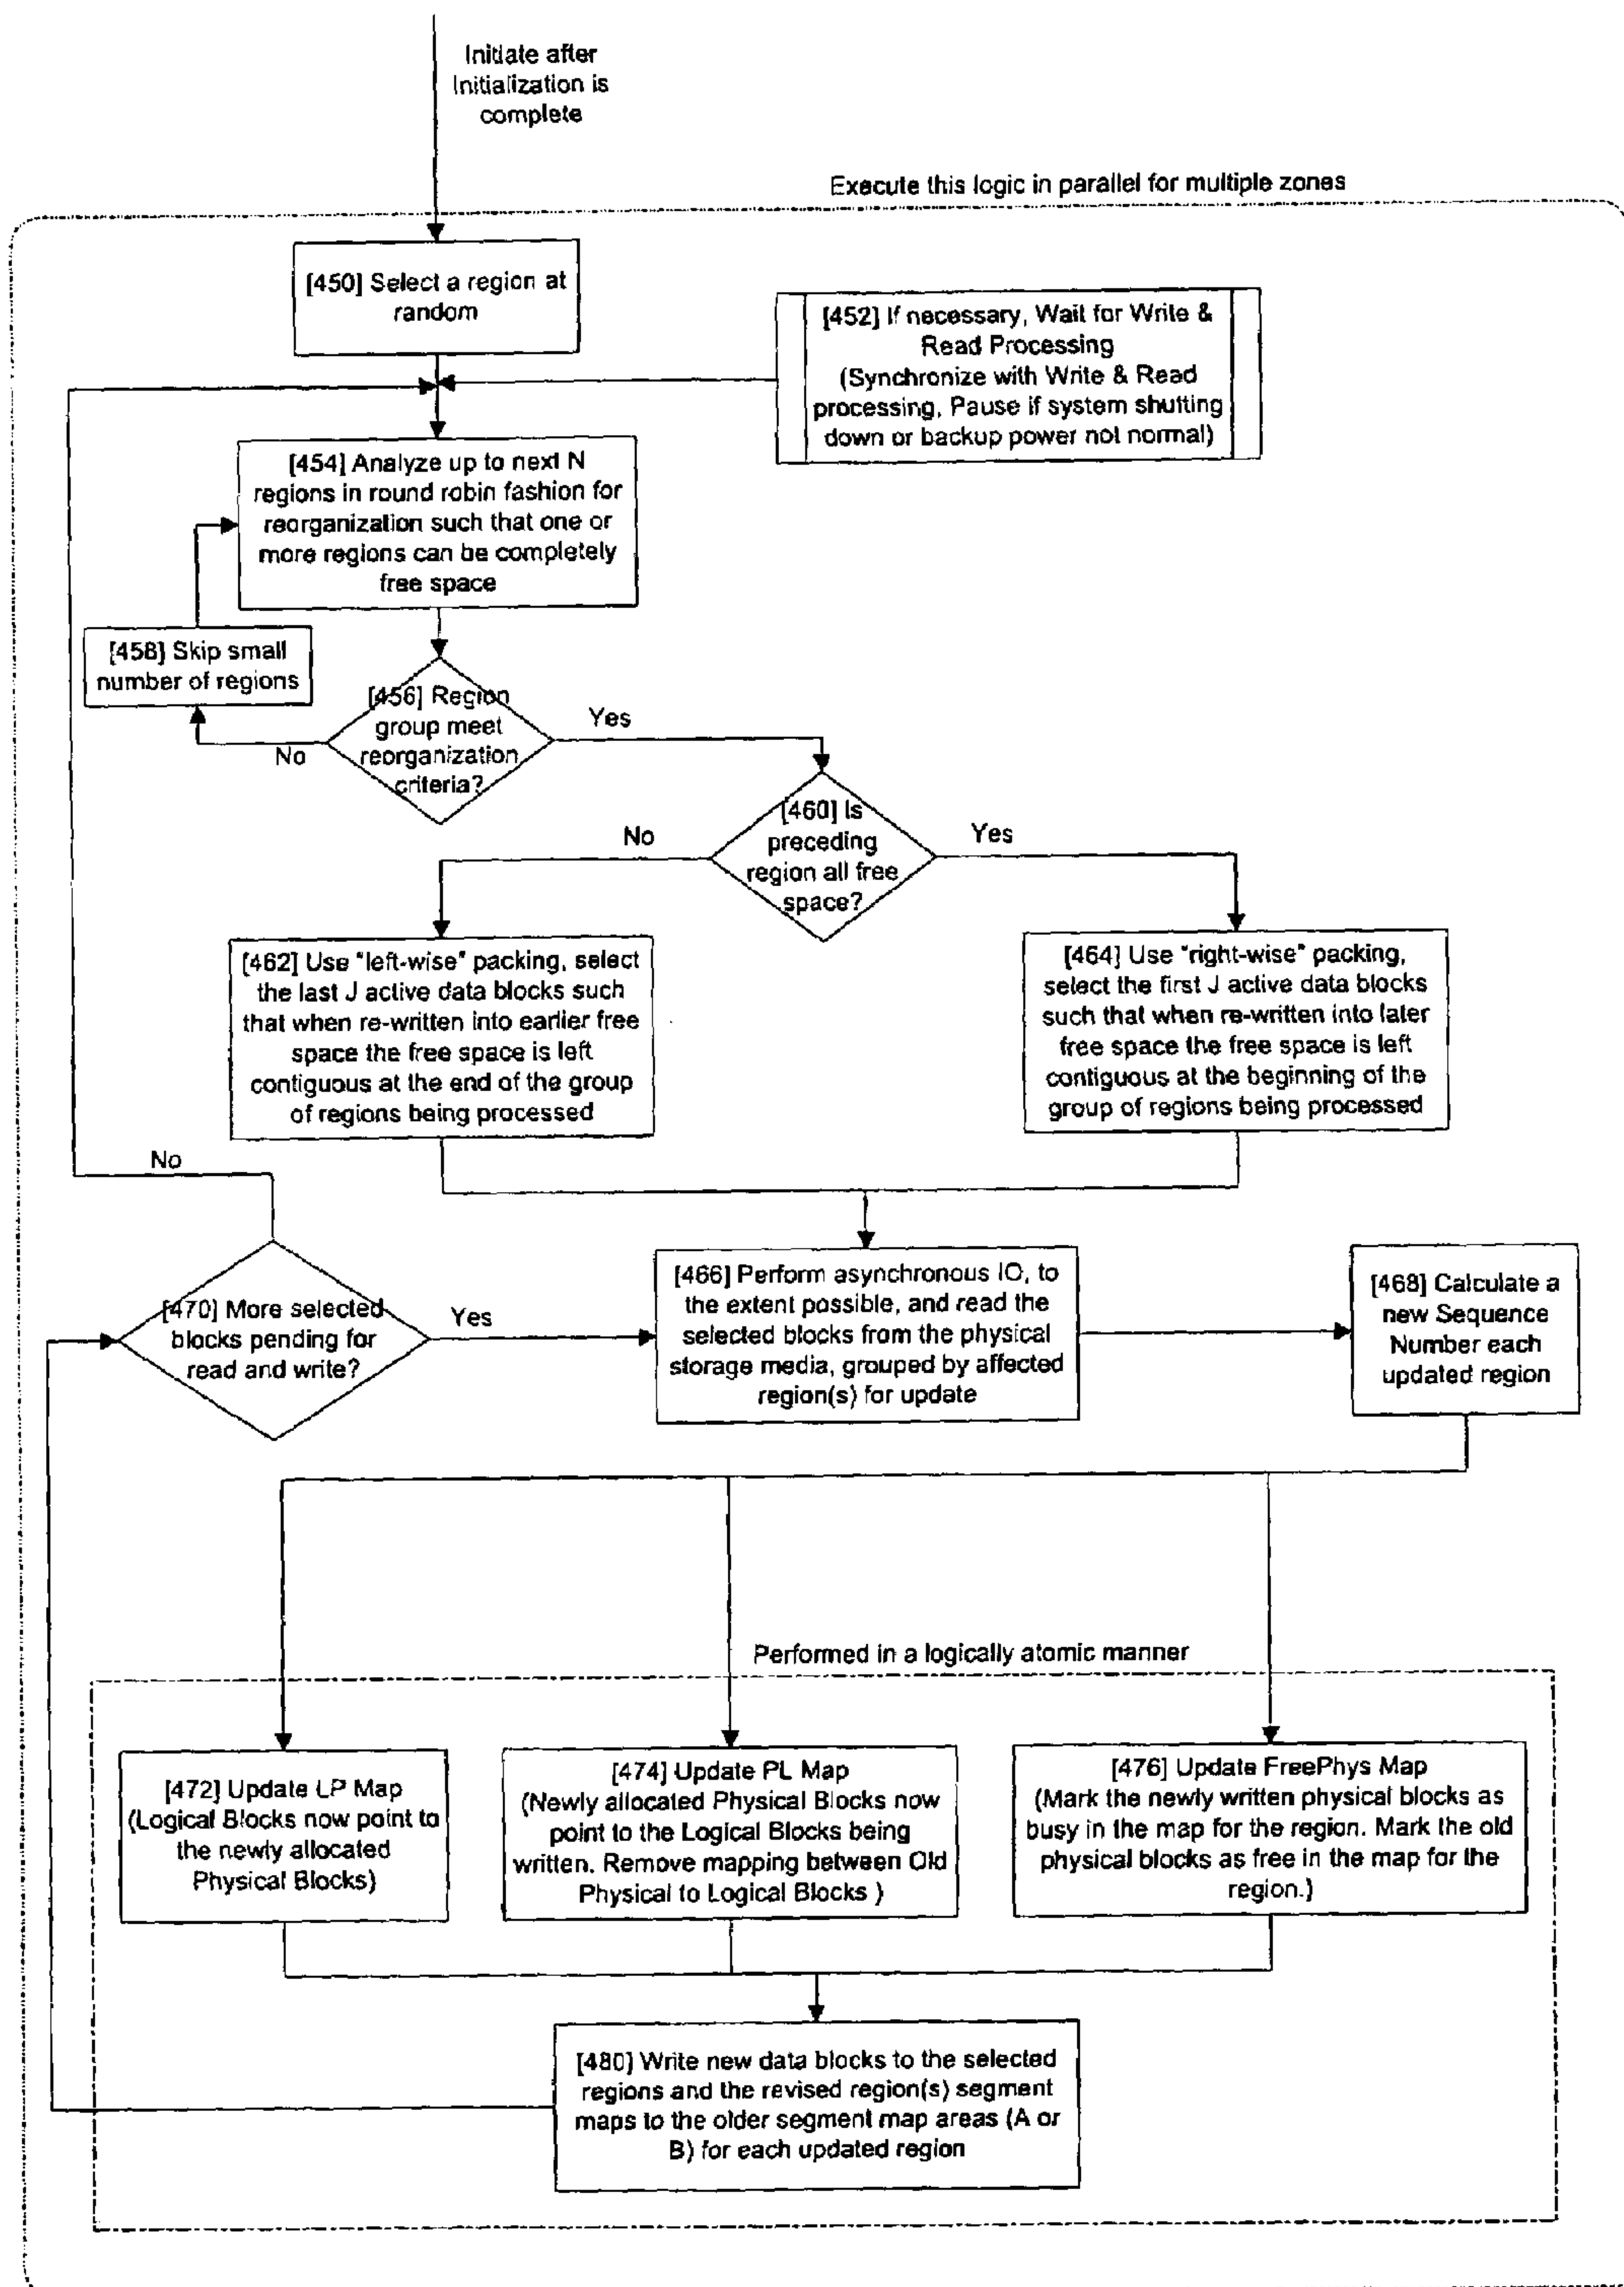 Initiate after
Initialization is
complete
Execute this logic in parallel for multiple zones
[450] Select a region at
random
[452] If necessary, Wait for Write &
Read Processing
(Synchronize with Write & Read
processing, Pause if system shutting
down or backup power not normal)
[454] Analyze up to next N
regions in round robin fashion for
reorganization such that one or
more regions can be completely
free space
[458] Skip small
number of regions
[456] Region
group meet
reorganization
criteria?
Yes
No
[460] Is
preceding
region all free
space?
No
Yes
[462] Use "left-wise" packing, select
the last J active data blocks such
that when re-written into earlier free
space the free space is left
contiguous at the end of the group
of regions being processed
[464] Use "right-wise" packing,
select the first J active data blocks
such that when re-written into later
free space the free space is left
contiguous at the beginning of the
group of regions being processed
No
[470] More selected
blocks pending for
read and write?
Yes
[466] Perform asynchronous IO, to
the extent possible, and read the
selected blocks from the physical
storage media, grouped by affected
region(s) for update
[468] Calculate a
new Sequence
Number each
updated region
Performed in a logically atomic manner
[472] Update LP Map
(Logical Blocks now point to
the newly allocated
Physical Blocks)
[474] Update PL Map
(Newly allocated Physical Blocks now
point to the Logical Blocks being
written. Remove mapping between Old
Physical to Logical Blocks )
[476] Update FreePhys Map
(Mark the newly written physical blocks as
busy in the map for the region. Mark the old
physical blocks as free in the map for the
region.)
[480] Write new data blocks to the selected
regions and the revised region(s) segment
maps to the older segment map areas (A or
B) for each updated region